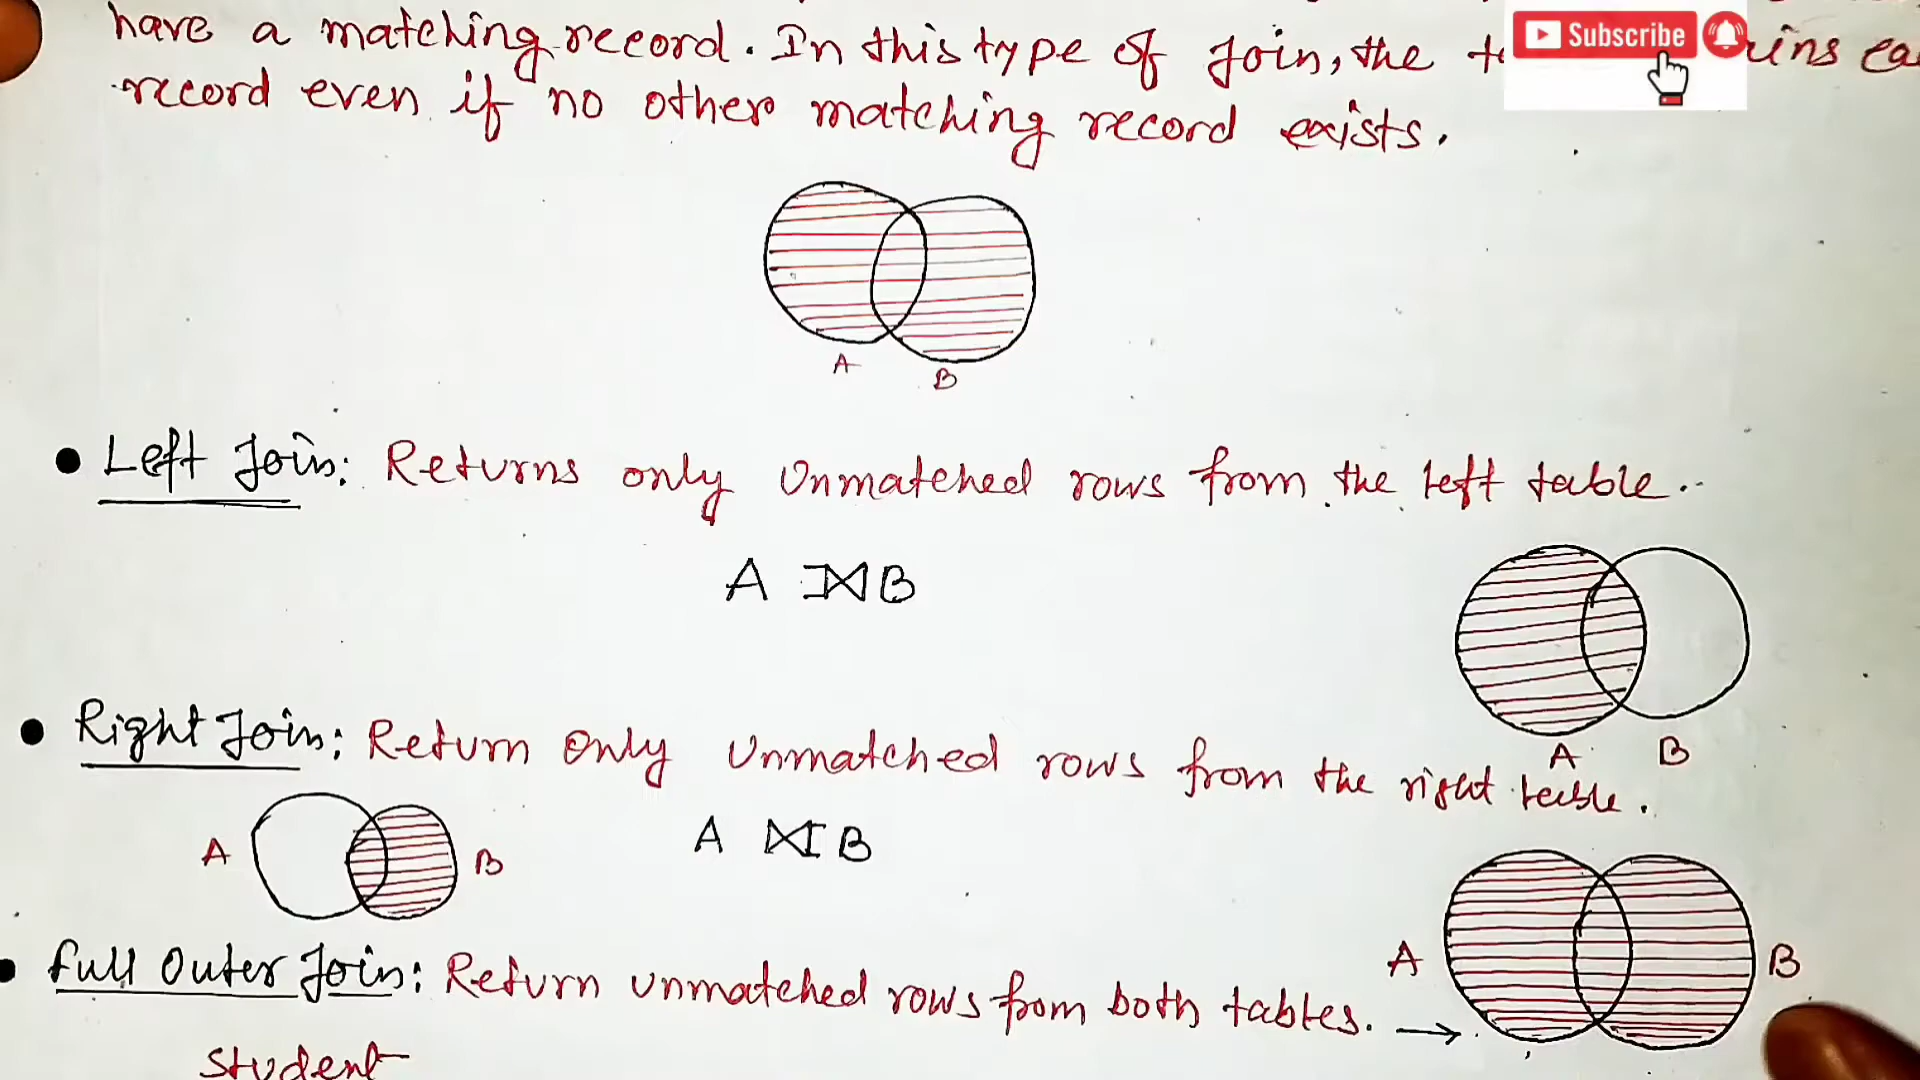 have a matching record. In this type of Join, the
Subscribe
record even if no other matching record exists.
A
B
• Left Join: Returns only Unmatched rows from the left table.
A ⟕ B
A B
• Right Join: Return Only Unmatched rows from the right table.
A B
A ⟖ B
• Full Outer Join: Return unmatched rows from both tables. →
A B
Student